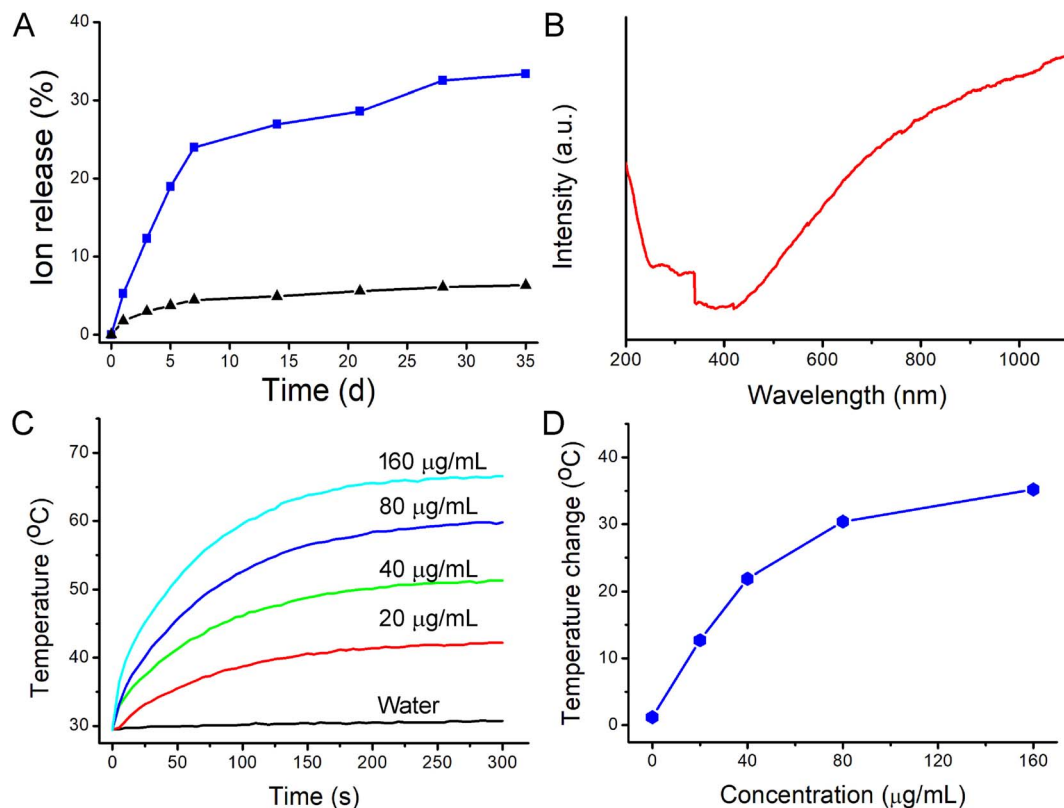 A
Ion release (%)
40
30
20
10
0
0 5 10 15 20 25 30 35
Time (d)
B
Intensity (a.u.)
200 400 600 800 1000
Wavelength (nm)
C
Temperature (ºC)
70
60
50
40
30
160 μg/mL
80 μg/mL
40 μg/mL
20 μg/mL
Water
0 50 100 150 200 250 300
Time (s)
D
Temperature change (ºC)
40
30
20
10
0
0 40 80 120 160
Concentration (μg/mL)